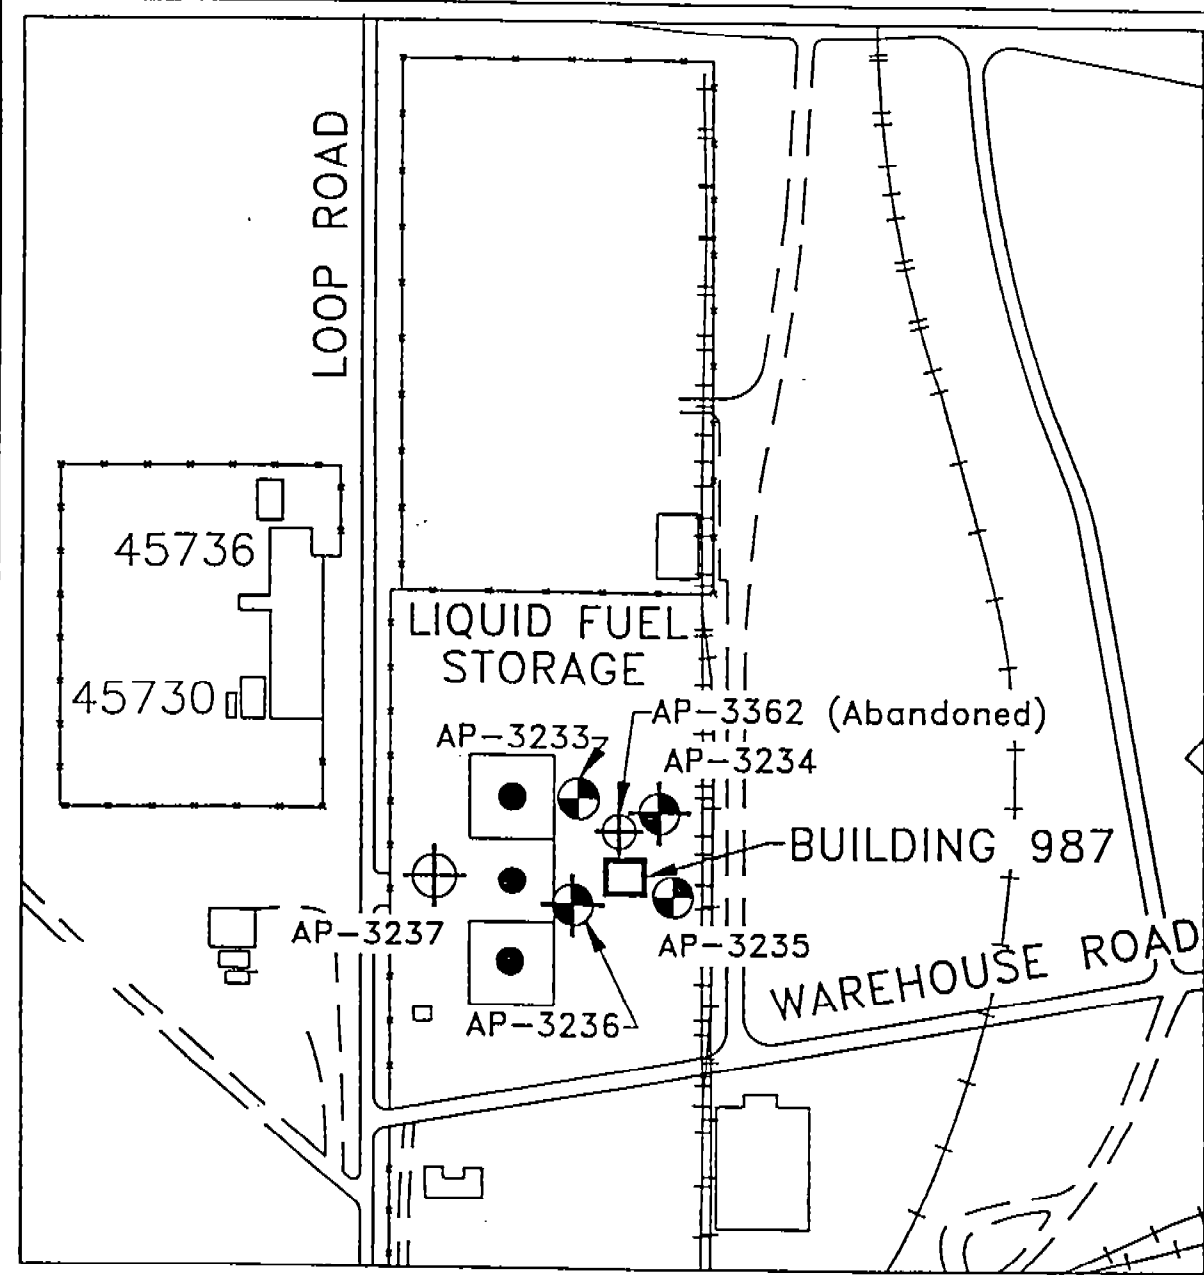 LOOP ROAD
45736
LIQUID FUEL
STORAGE
45730
AP-3362 (Abandoned)
AP-3233
AP-3234
BUILDING 987
AP-3237
AP-3235
WAREHOUSE ROAD
AP-3236